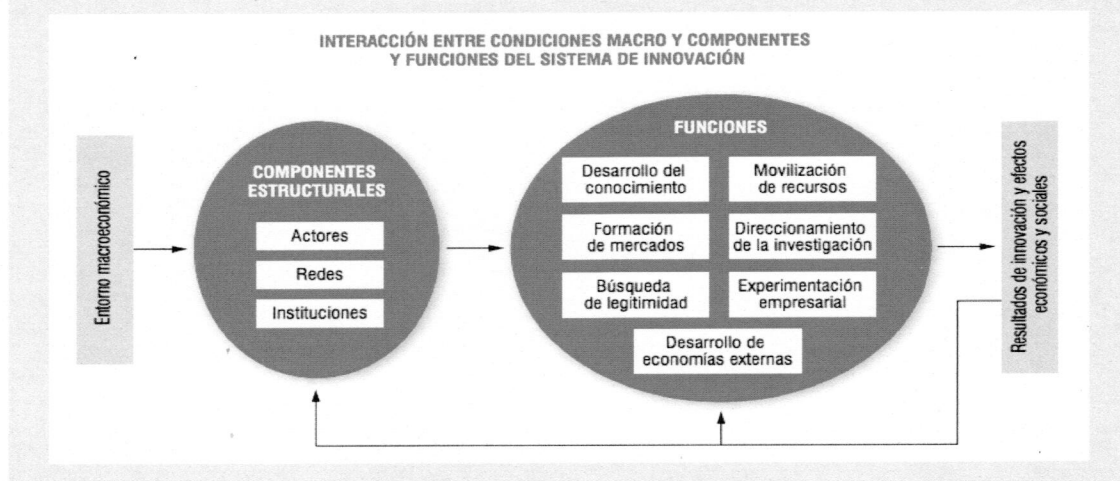 INTERACCIÓN ENTRE CONDICIONES MACRO Y COMPONENTES
Y FUNCIONES DEL SISTEMA DE INNOVACIÓN
Entorno macroeconómico
COMPONENTES
ESTRUCTURALES
Actores
Redes
Instituciones
FUNCIONES
Desarrollo del
conocimiento
Movilización
de recursos
Formación
de mercados
Direccionamiento
de la investigación
Búsqueda
de legitimidad
Experimentación
empresarial
Desarrollo de
economías externas
Resultados de innovación y efectos
económicos y sociales